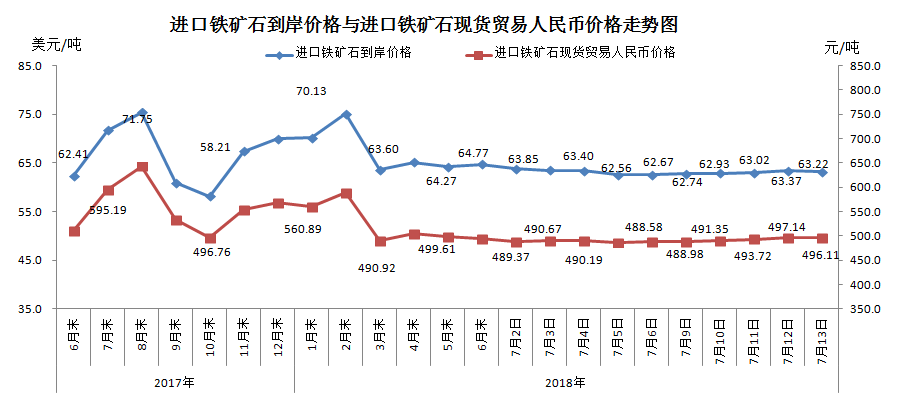 进口铁矿石到岸价格与进口铁矿石现货贸易人民币价格走势图
美元/吨
元/吨
进口铁矿石到岸价格
进口铁矿石现货贸易人民币价格
85.0
75.0
65.0
55.0
45.0
35.0
850.0
800.0
750.0
700.0
650.0
600.0
550.0
500.0
450.0
400.0
350.0
62.41
71.75
58.21
70.13
63.60
64.27
64.77
63.85
63.40
62.56
62.67
62.74
62.93
63.02
63.37
63.22
595.19
496.76
560.89
490.92
499.61
489.37
490.67
490.19
488.58
488.98
491.35
493.72
497.14
496.11
6月末
7月末
8月末
9月末
10月末
11月末
12月末
1月末
2月末
3月末
4月末
5月末
6月末
7月2日
7月3日
7月4日
7月5日
7月6日
7月9日
7月10日
7月11日
7月12日
7月13日
2017年
2018年